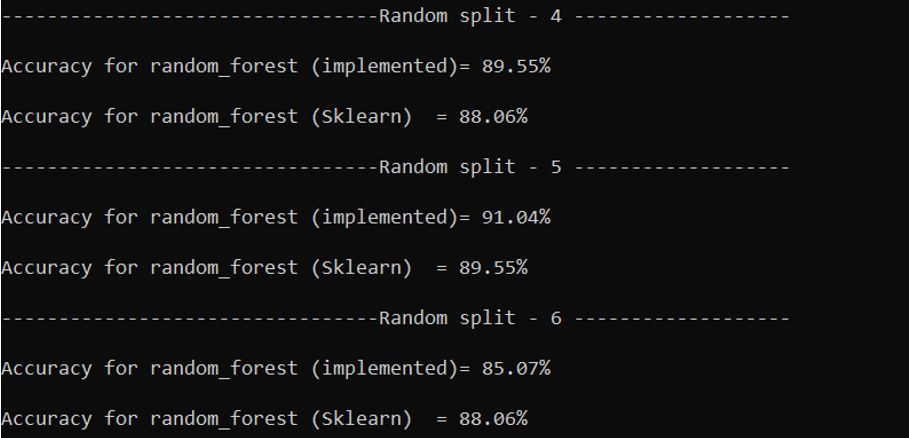 ---------------------------------Random split - 4 -------------------
Accuracy for random_forest (implemented)= 89.55%
Accuracy for random_forest (Sklearn)  = 88.06%
---------------------------------Random split - 5 -------------------
Accuracy for random_forest (implemented)= 91.04%
Accuracy for random_forest (Sklearn)  = 89.55%
---------------------------------Random split - 6 -------------------
Accuracy for random_forest (implemented)= 85.07%
Accuracy for random_forest (Sklearn)  = 88.06%